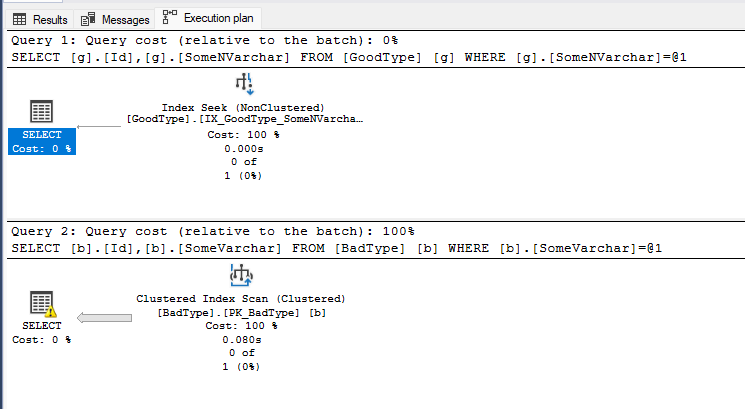 Results Messages Execution plan
Query 1: Query cost (relative to the batch): 0%
SELECT [g].[Id],[g].[SomeNVarchar] FROM [GoodType] [g] WHERE [g].[SomeNVarchar]=@1
Index Seek (NonClustered)
[GoodType].[IX_GoodType_SomeNVarcha…
SELECT
Cost: 0 %
Cost: 100 %
0.000s
0 of
1 (0%)
Query 2: Query cost (relative to the batch): 100%
SELECT [b].[Id],[b].[SomeVarchar] FROM [BadType] [b] WHERE [b].[SomeVarchar]=@1
Clustered Index Scan (Clustered)
[BadType].[PK_BadType] [b]
SELECT
Cost: 0 %
Cost: 100 %
0.080s
0 of
1 (0%)